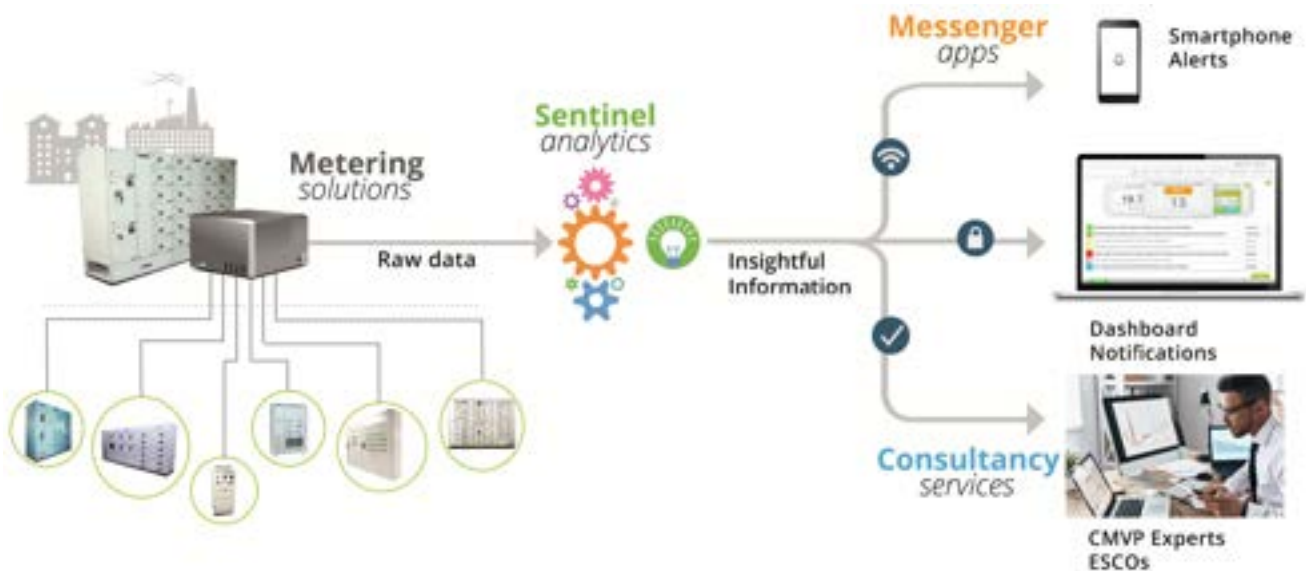 Messenger
apps
Smartphone
Alerts
Sentinel
analytics
Metering
solutions
Raw data
Insightful
Information
Dashboard
Notifications
Consultancy
services
CMVP Experts
ESCOs